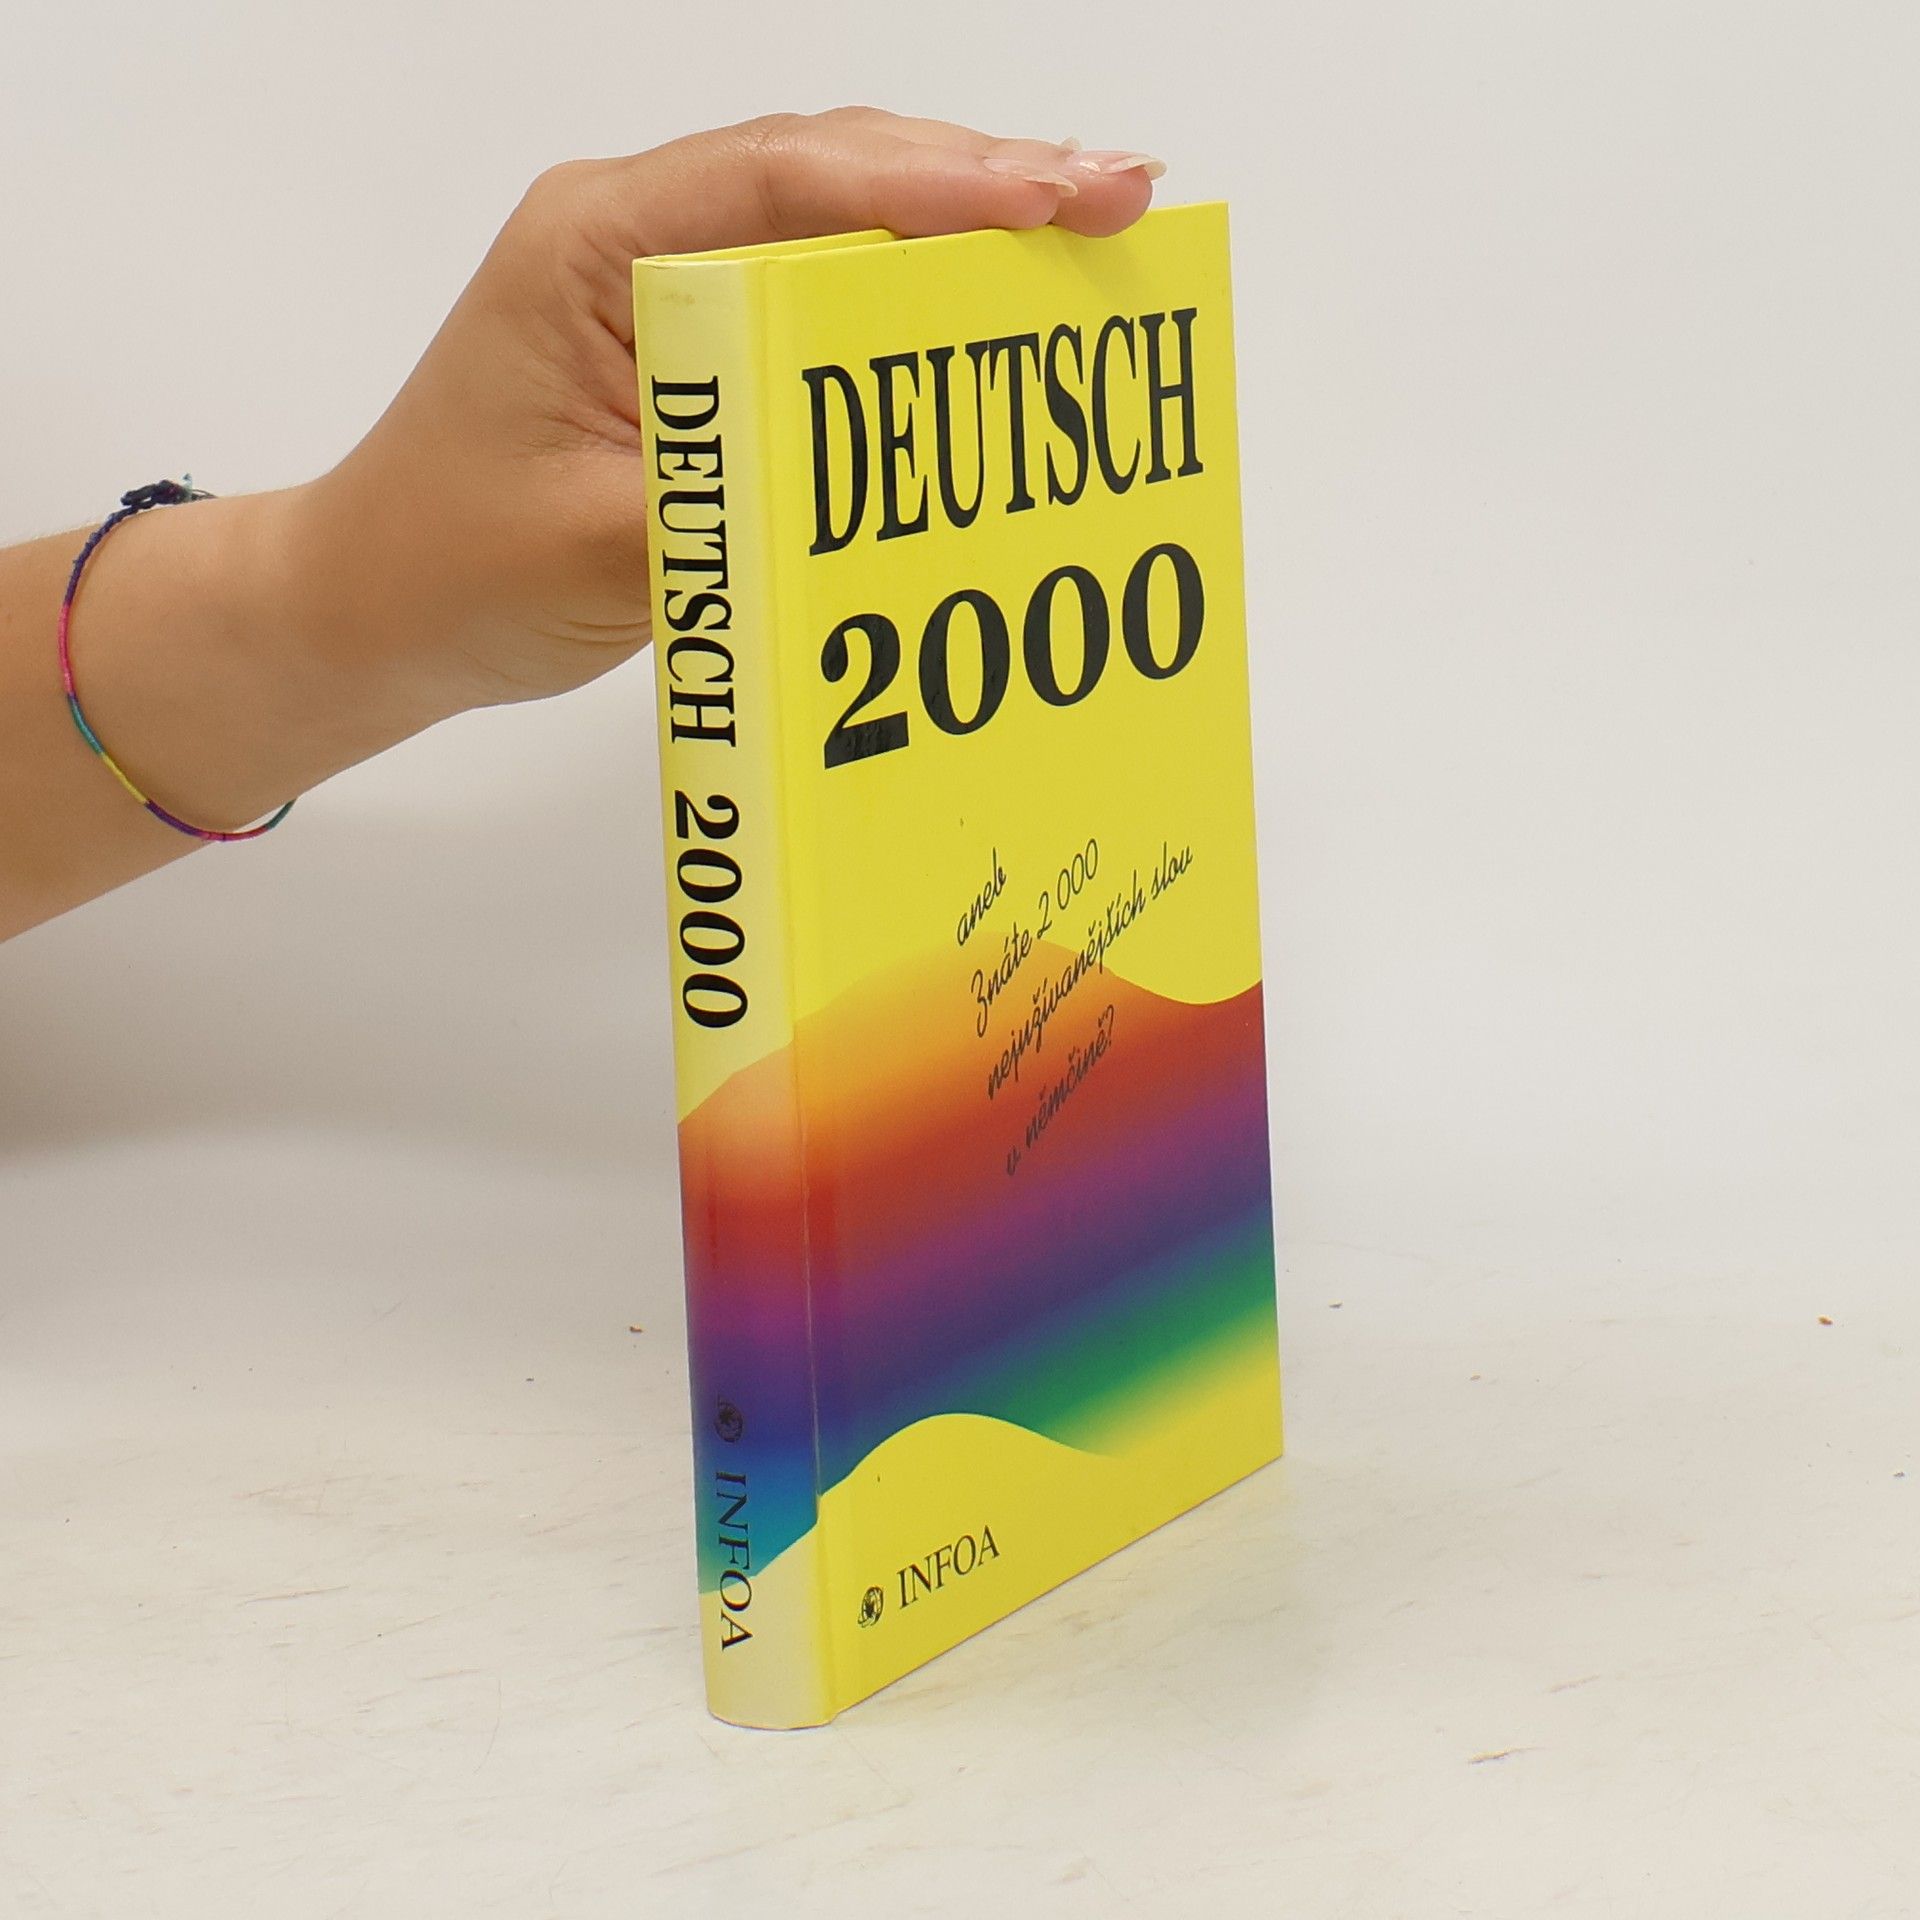 DEUTSCH 2000
INFOA
DEUTSCH
2000
aneb
Znáte 2 000
nejužívanějších slov
v němčině?
INFOA